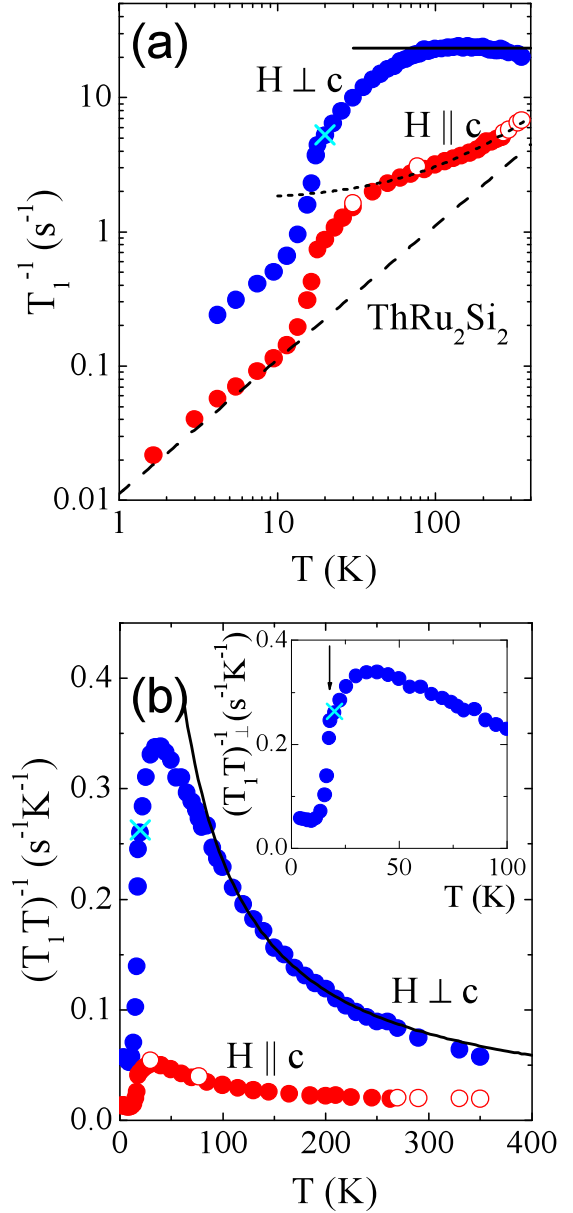 (a)
H ⊥ c
H ∥ c
ThRu₂Si₂
T₁⁻¹ (s⁻¹)
10
1
0.1
0.01
1
10
100
T (K)
(b)
(T₁T)⁻¹ (s⁻¹K⁻¹)
0.4
0.3
0.2
0.1
0.0
0
100
200
300
400
T (K)
H ⊥ c
H ∥ c
(T₁T)⊥⁻¹ (s⁻¹K⁻¹)
0.4
0.2
0.0
0
50
100
T (K)